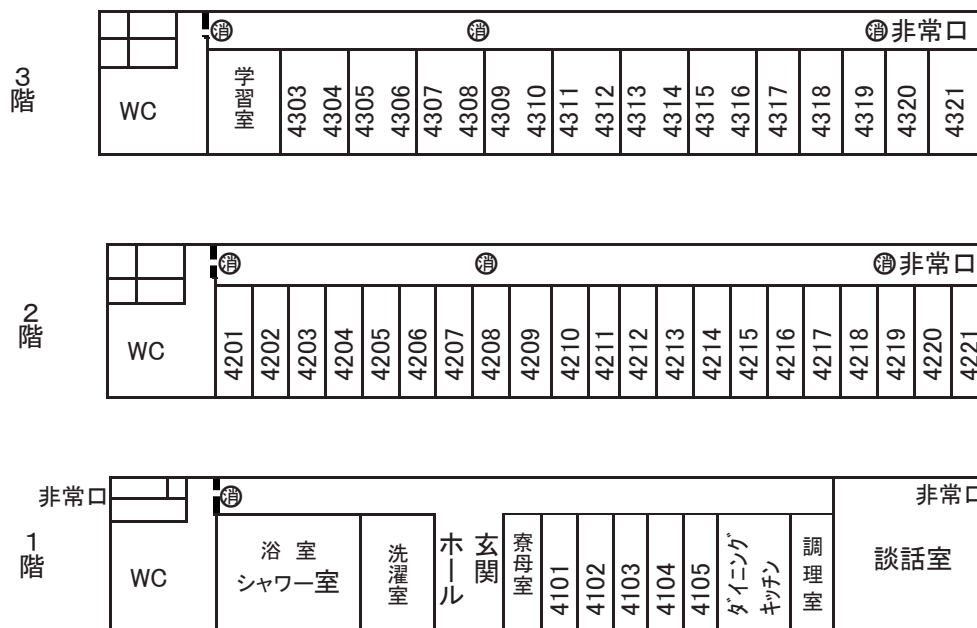 3階
消
消
消 非常口
WC
学習室
4303
4304
4305
4306
4307
4308
4309
4310
4311
4312
4313
4314
4315
4316
4317
4318
4319
4320
4321
2階
消
消
消 非常口
WC
4201
4202
4203
4204
4205
4206
4207
4208
4209
4210
4211
4212
4213
4214
4215
4216
4217
4218
4219
4220
4221
1階
非常口
消
非常口
WC
浴 室
シャワー室
洗濯室
玄関
ホール
寮母室
4101
4102
4103
4104
4105
ダイニング
キッチン
調理室
談話室